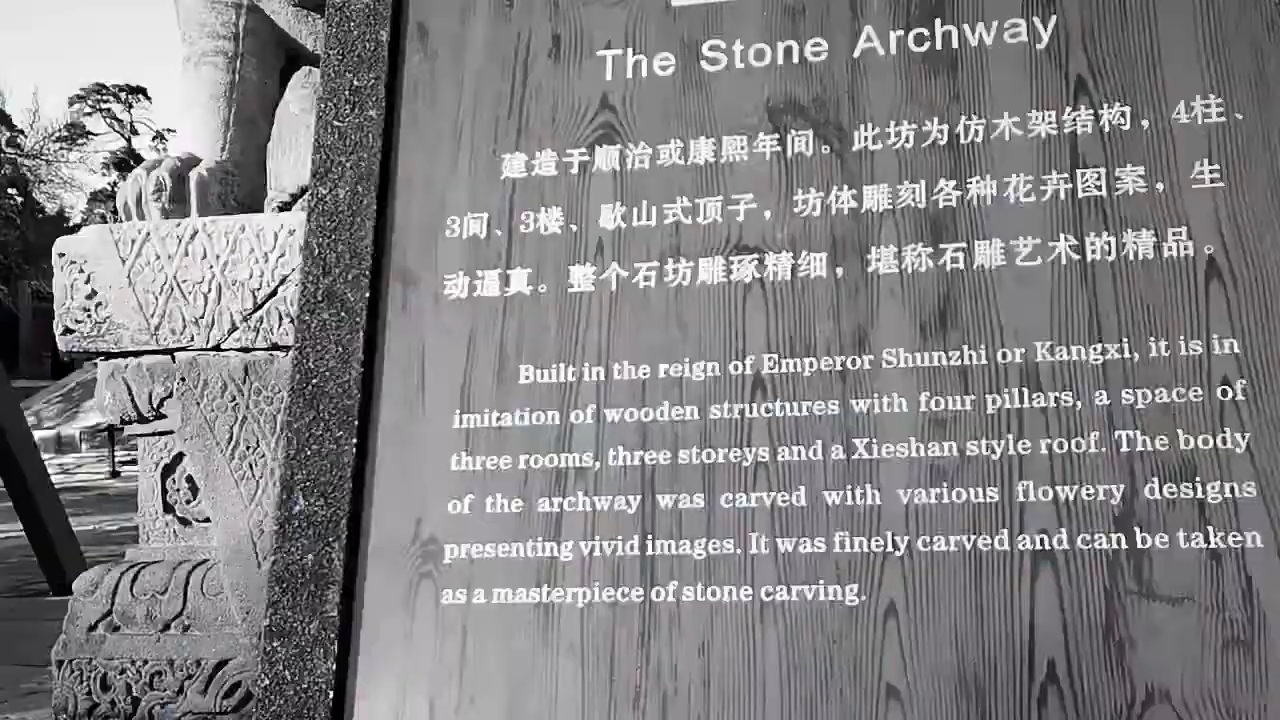 The Stone Archway
建造于顺治或康熙年间。此坊为仿木架结构，4柱、
3间、3楼、歇山式顶子，坊体雕刻各种花卉图案，生
动逼真。整个石坊雕琢精细，堪称石雕艺术的精品。
Built in the reign of Emperor Shunzhi or Kangxi, it is in
imitation of wooden structures with four pillars, a space of
three rooms, three storeys and a Xieshan style roof. The body
of the archway was carved with various flowery designs
presenting vivid images. It was finely carved and can be taken
as a masterpiece of stone carving.